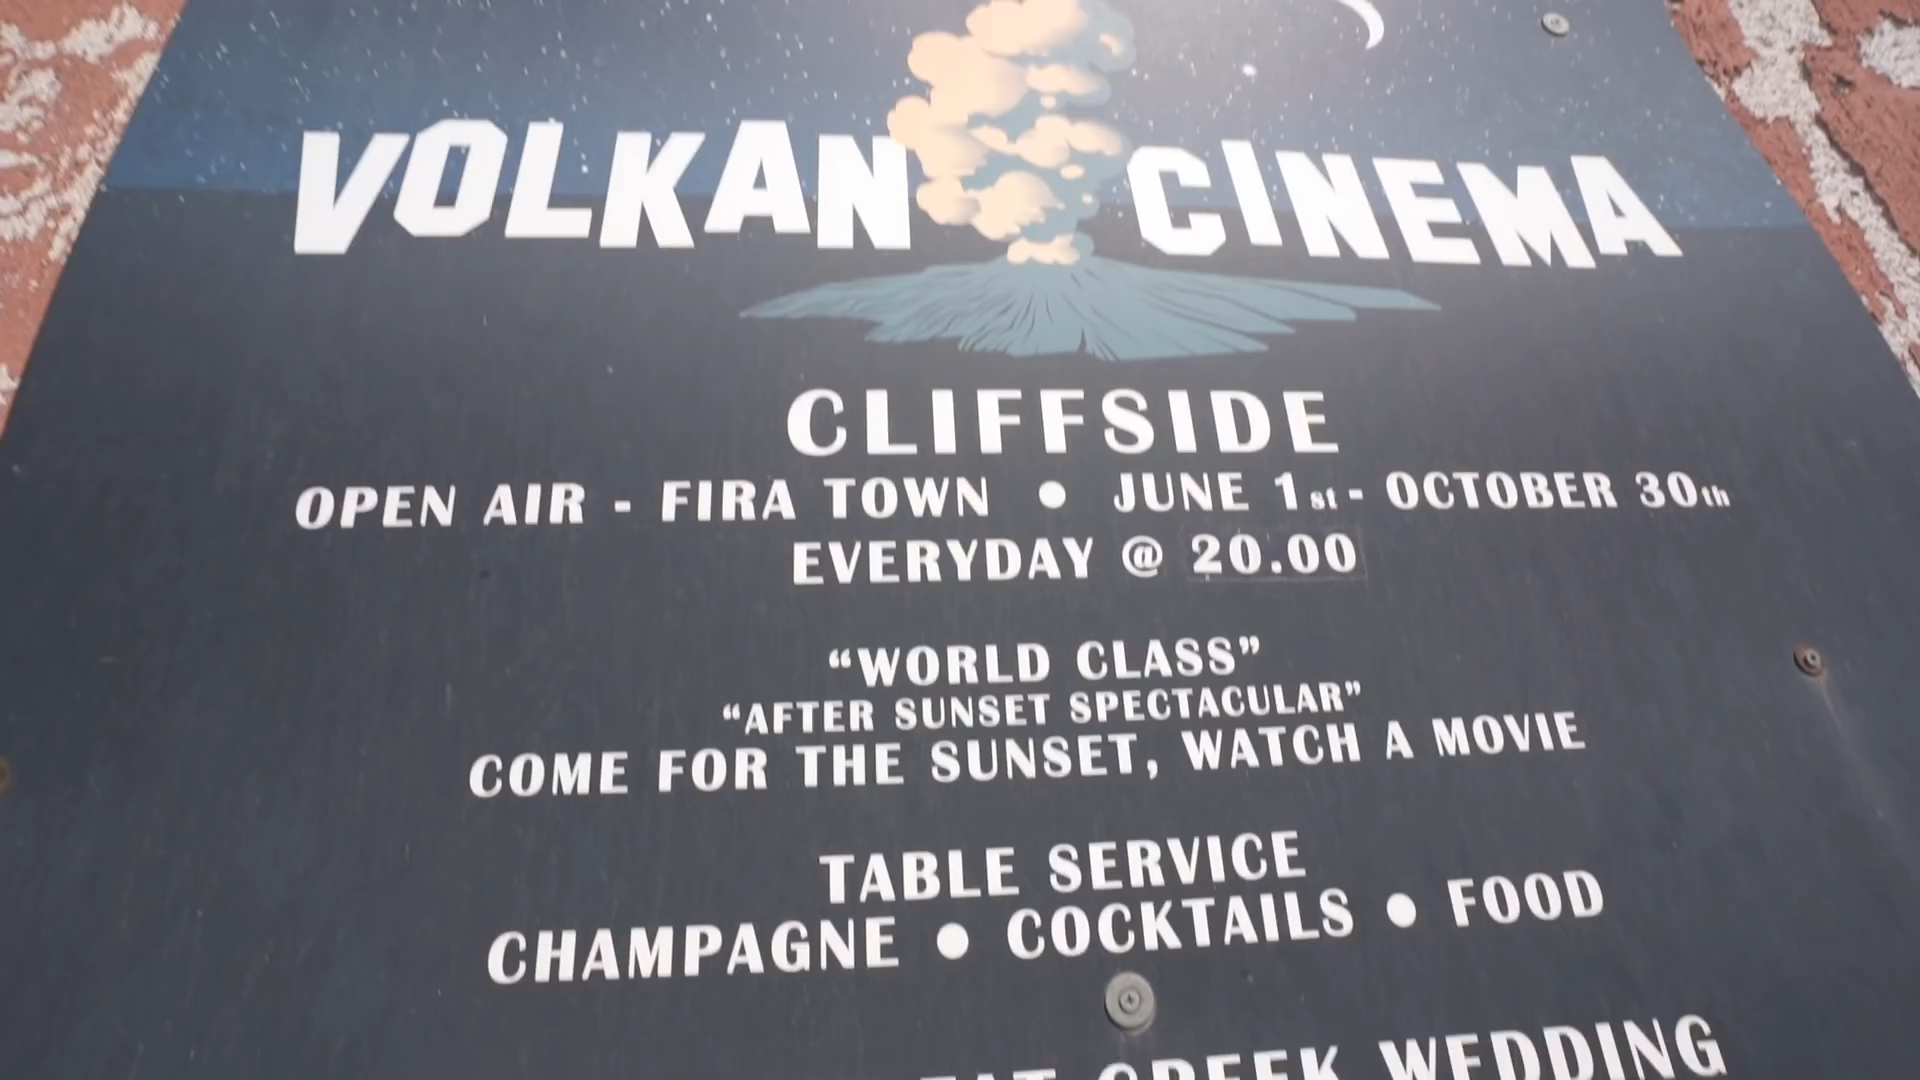 VOLKAN CINEMA
CLIFFSIDE
OPEN AIR - FIRA TOWN • JUNE 1st - OCTOBER 30th
EVERYDAY @ 20.00
“WORLD CLASS”
“AFTER SUNSET SPECTACULAR”
COME FOR THE SUNSET, WATCH A MOVIE
TABLE SERVICE
CHAMPAGNE • COCKTAILS • FOOD
GREEK WEDDING